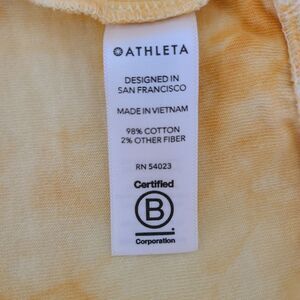 ATHLETA
DESIGNED IN
SAN FRANCISCO
MADE IN VIETNAM
98% COTTON
2% OTHER FIBER
RN 54023
Certified
B
Corporation